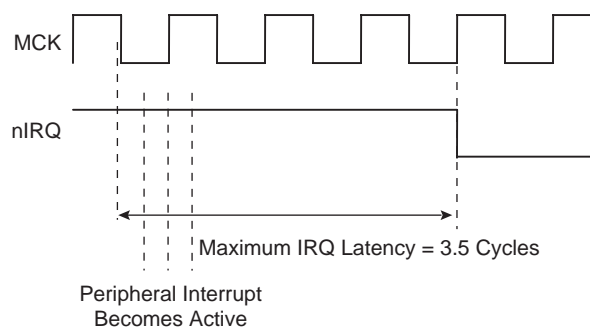 MCK
nIRQ
Maximum IRQ Latency = 3.5 Cycles
Peripheral Interrupt
Becomes Active